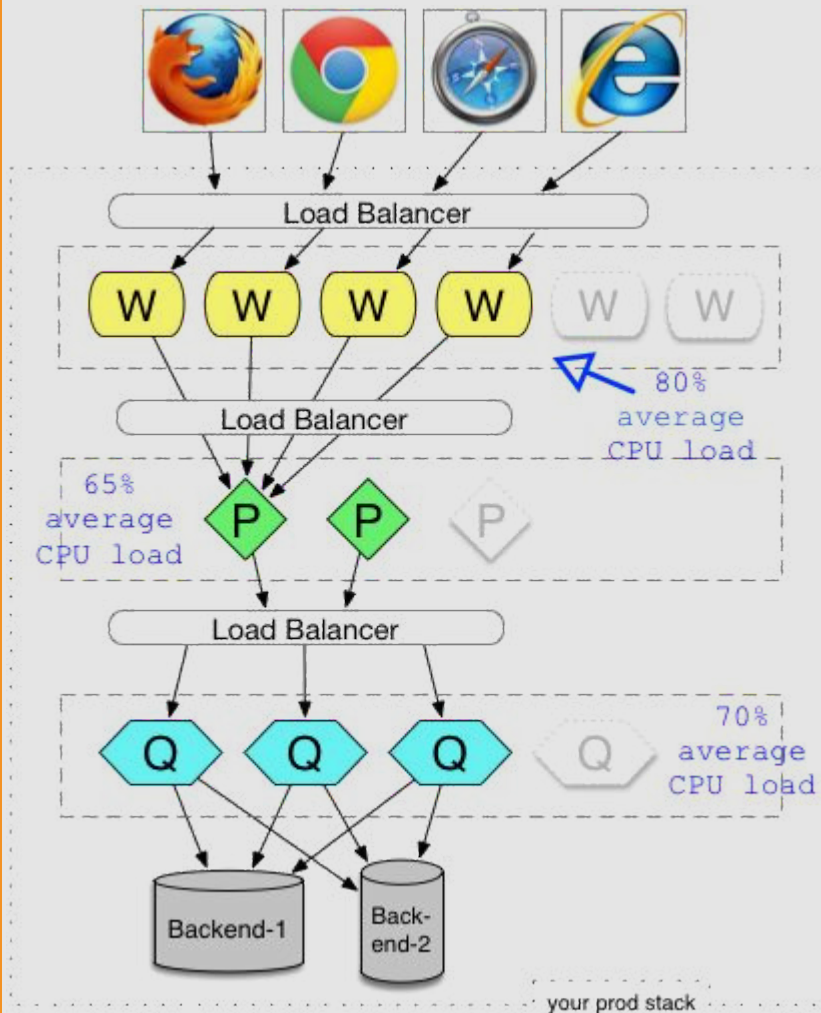 Load Balancer
W W W W W W
80%
average
CPU load
Load Balancer
65%
average
CPU load
P P P
Load Balancer
Q Q Q Q
70%
average
CPU load
Backend-1
Back-
end-2
your prod stack